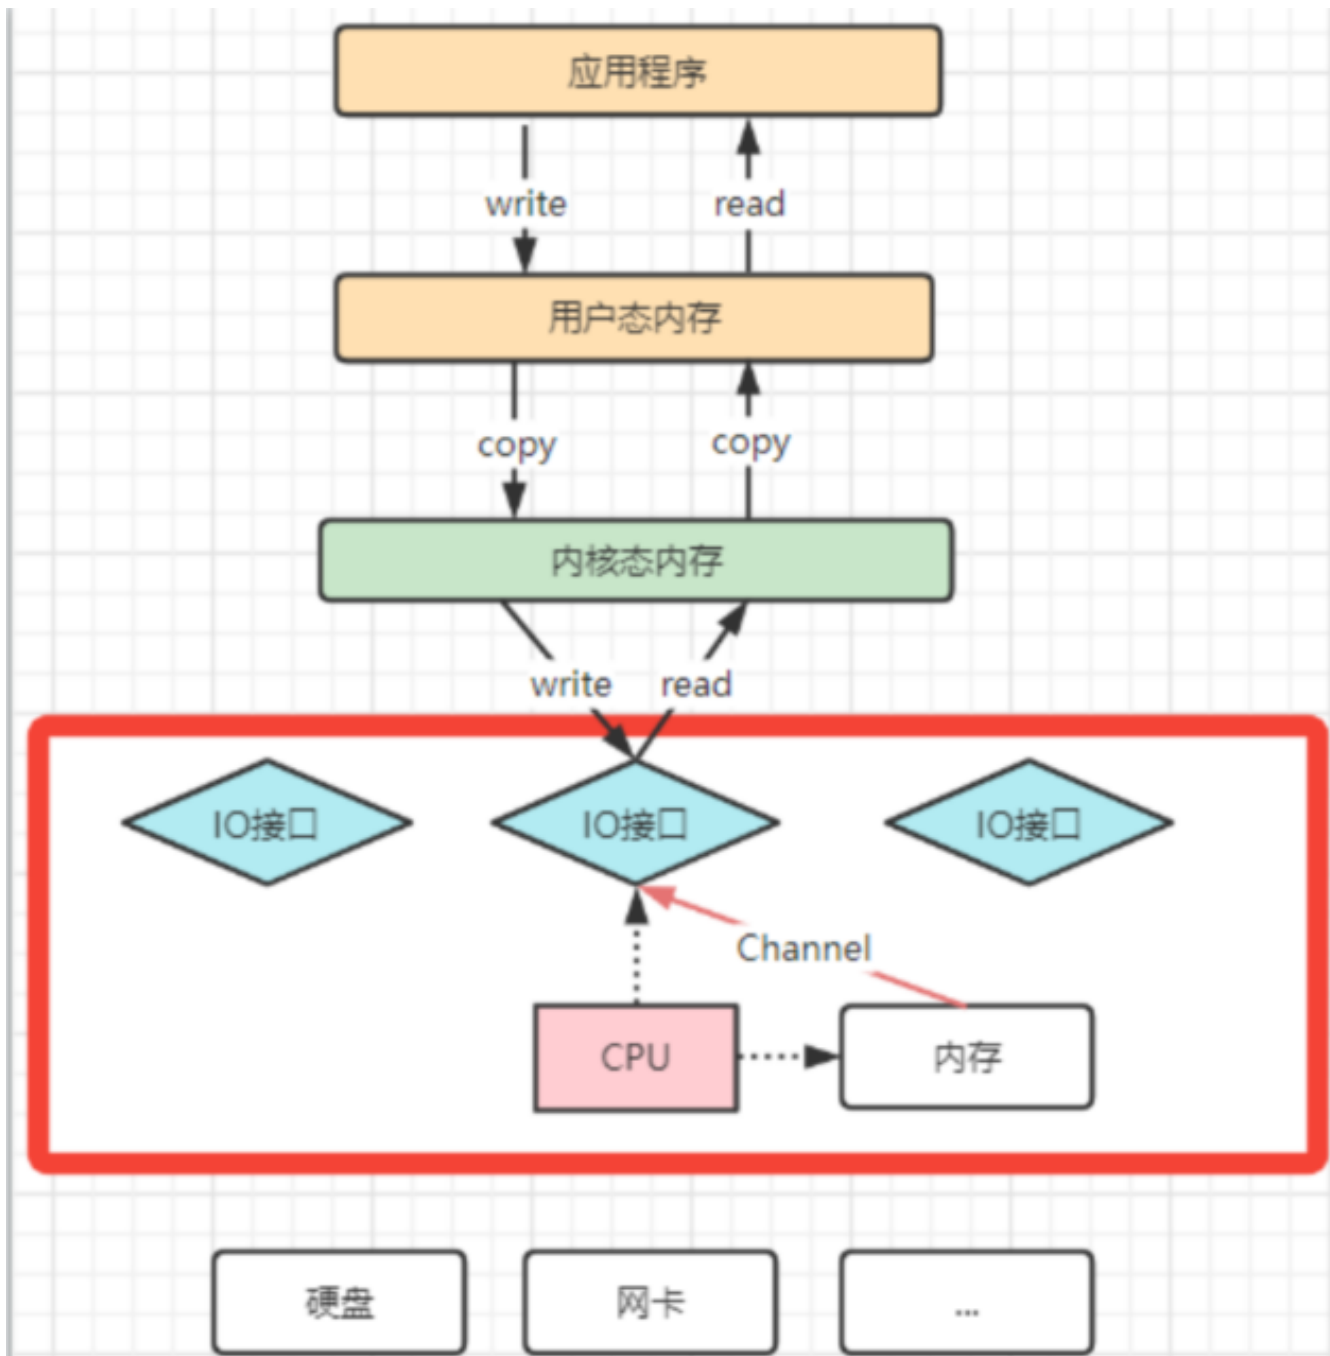 应用程序
write
read
用户态内存
copy
copy
内核态内存
write
read
IO接口
IO接口
IO接口
Channel
CPU
内存
硬盘
网卡
...